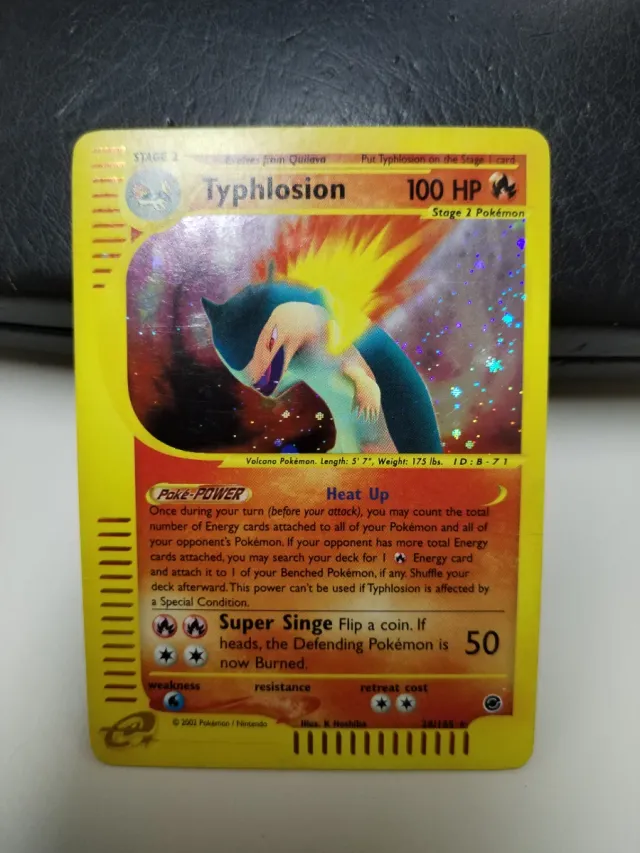 STAGE 2 Evolves from Quilava Put Typhlosion on the Stage 1 card
Typhlosion 100 HP
Stage 2 Pokémon
Volcano Pokémon. Length: 5' 7", Weight: 175 lbs. ID: B-71
Poké-POWER Heat Up
Once during your turn (before your attack), you may count the total
number of Energy cards attached to all of your Pokémon and all of
your opponent's Pokémon. If your opponent has more total Energy
cards attached, you may search your deck for 1 Energy card
and attach it to 1 of your Benched Pokémon, if any. Shuffle your
deck afterward. This power can't be used if Typhlosion is affected by
a Special Condition.
Super Singe Flip a coin. If
heads, the Defending Pokémon is 50
now Burned.
weakness resistance retreat cost
© 2002 Pokémon / Nintendo Illus. K Hoshiba 28/165